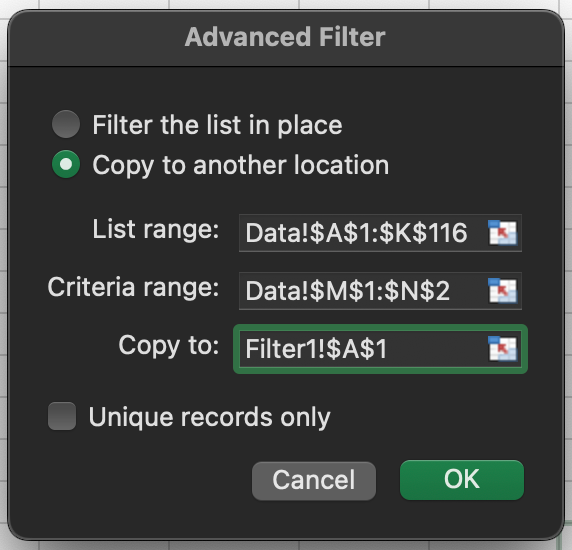 Advanced Filter
Filter the list in place
Copy to another location
List range: Data!$A$1:$K$116
Criteria range: Data!$M$1:$N$2
Copy to: Filter1!$A$1
Unique records only
Cancel OK